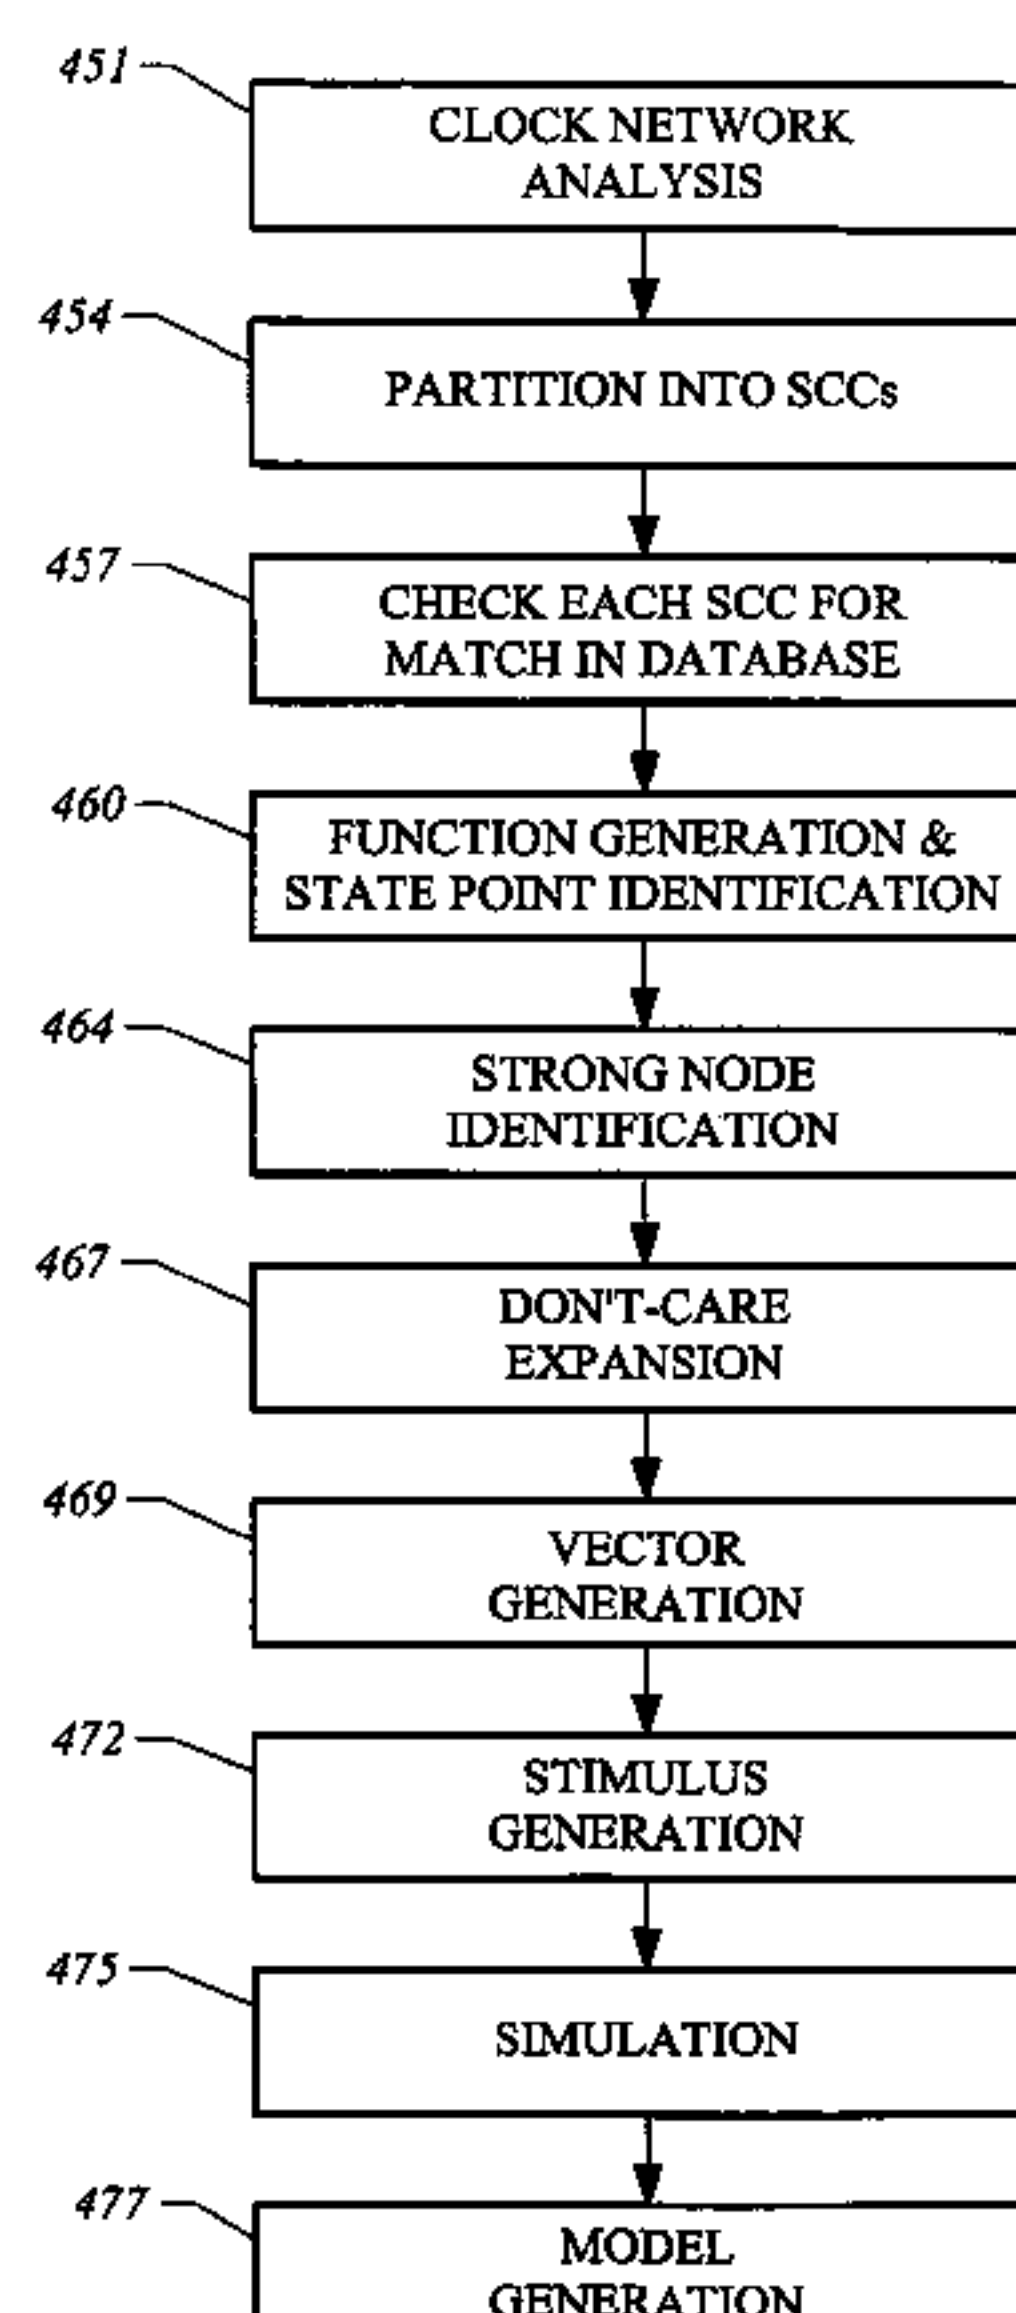 451
CLOCK NETWORK
ANALYSIS
454
PARTITION INTO SCCs
457
CHECK EACH SCC FOR
MATCH IN DATABASE
460
FUNCTION GENERATION &
STATE POINT IDENTIFICATION
464
STRONG NODE
IDENTIFICATION
467
DON'T-CARE
EXPANSION
469
VECTOR
GENERATION
472
STIMULUS
GENERATION
475
SIMULATION
477
MODEL
GENERATION